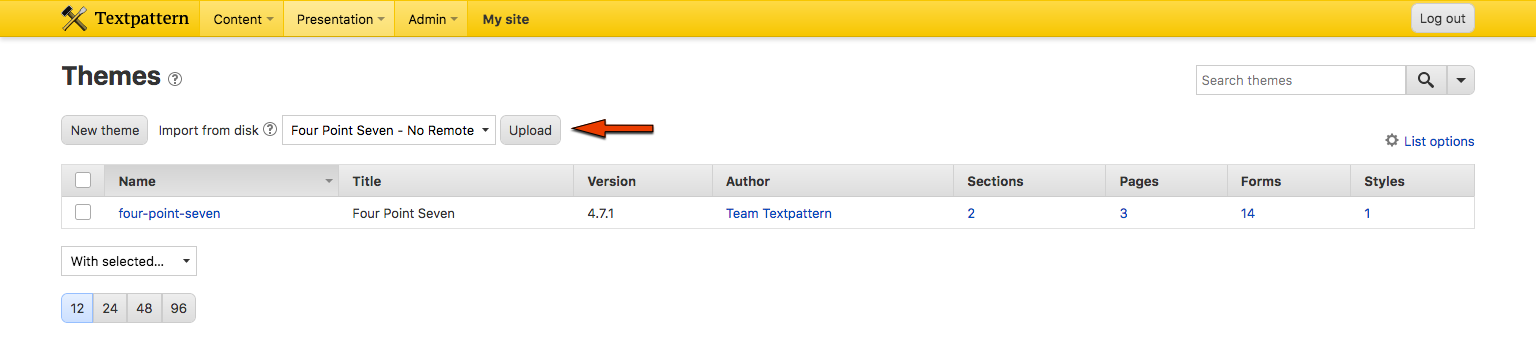 Textpattern Content Presentation Admin My site Log out
Themes ?
Search themes
New theme Import from disk ? Four Point Seven - No Remote Upload
List options
Name Title Version Author Sections Pages Forms Styles
four-point-seven Four Point Seven 4.7.1 Team Textpattern 2 3 14 1
With selected...
12 24 48 96